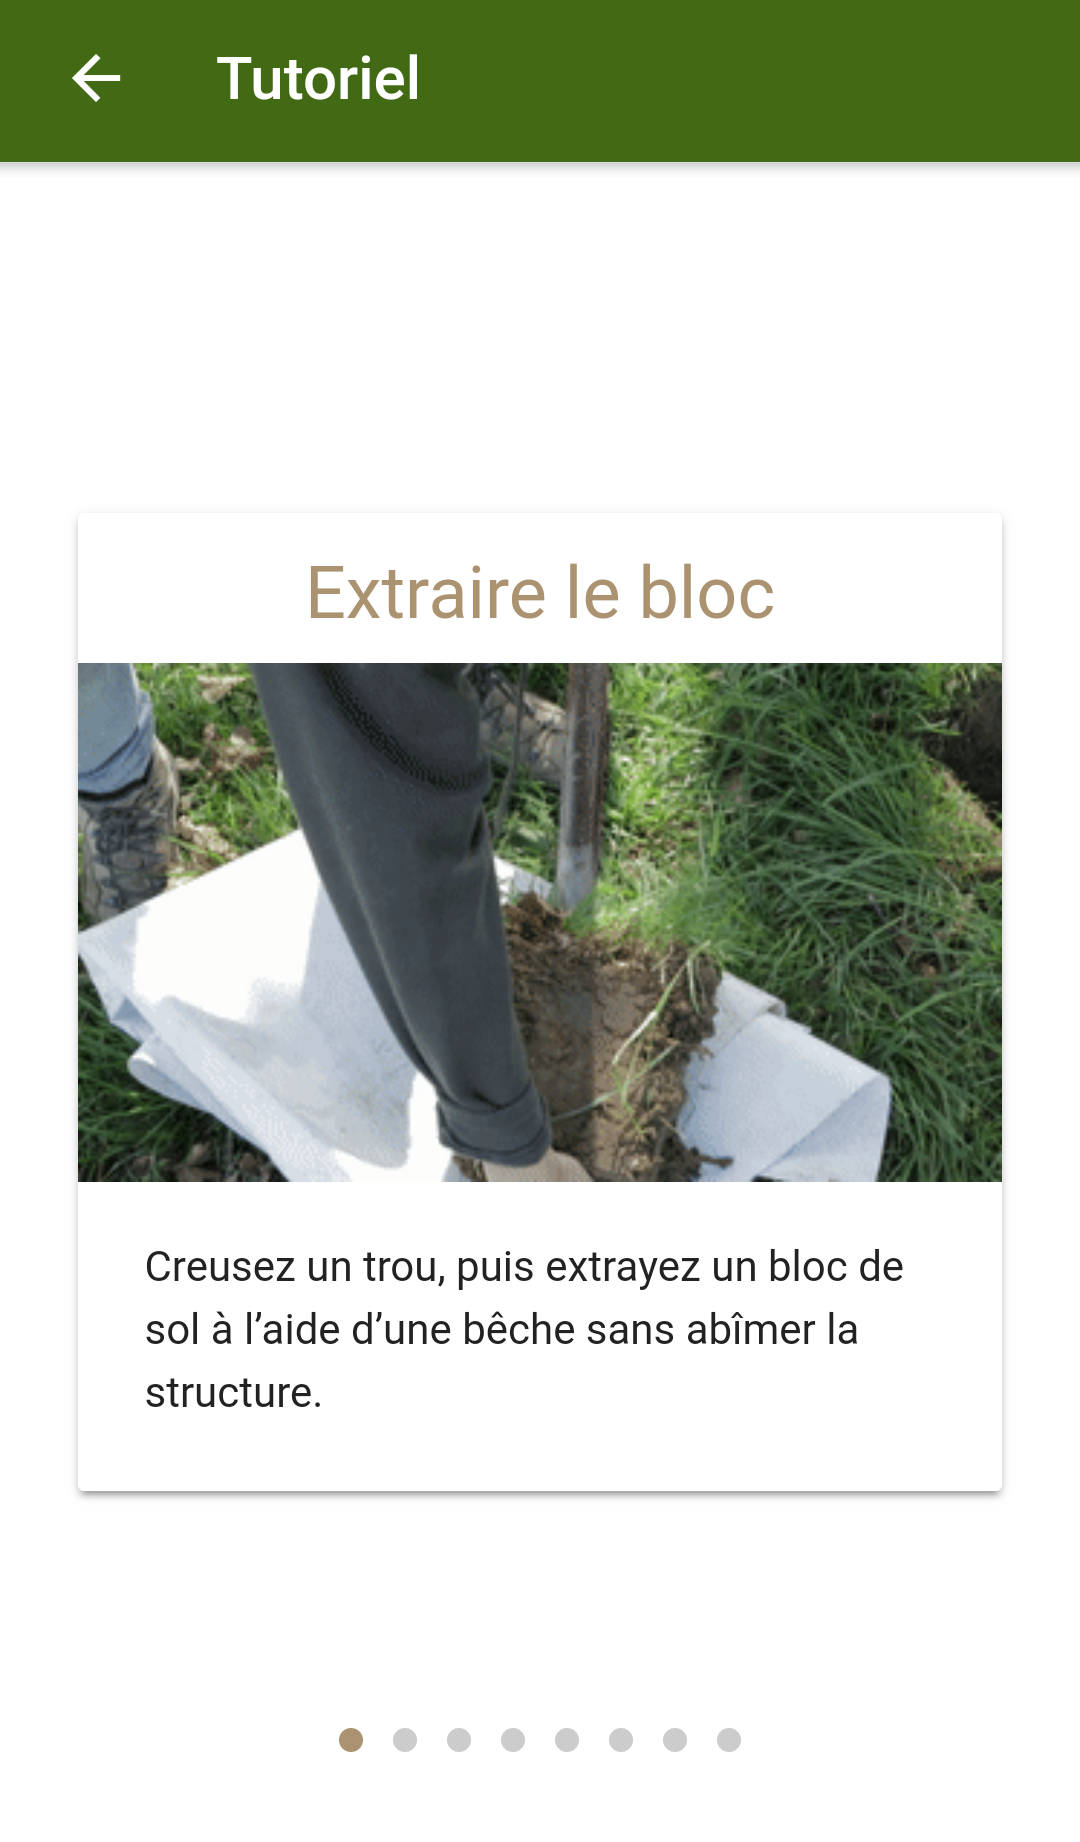 Tutoriel
Extraire le bloc
Creusez un trou, puis extrayez un bloc de
sol à l’aide d’une bêche sans abîmer la
structure.